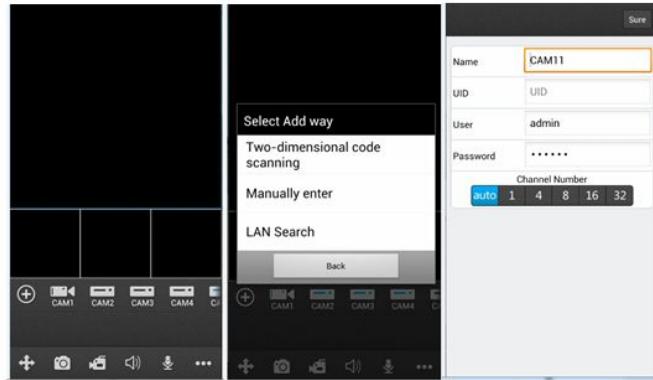 CAM1 CAM2 CAM3 CAM4
Select Add way
Two-dimensional code
scanning
Manually enter
LAN Search
Back
CAM1 CAM2 CAM3 CAM4
Sure
Name CAM11
UID UID
User admin
Password ••••••
Channel Number
auto 1 4 8 16 32